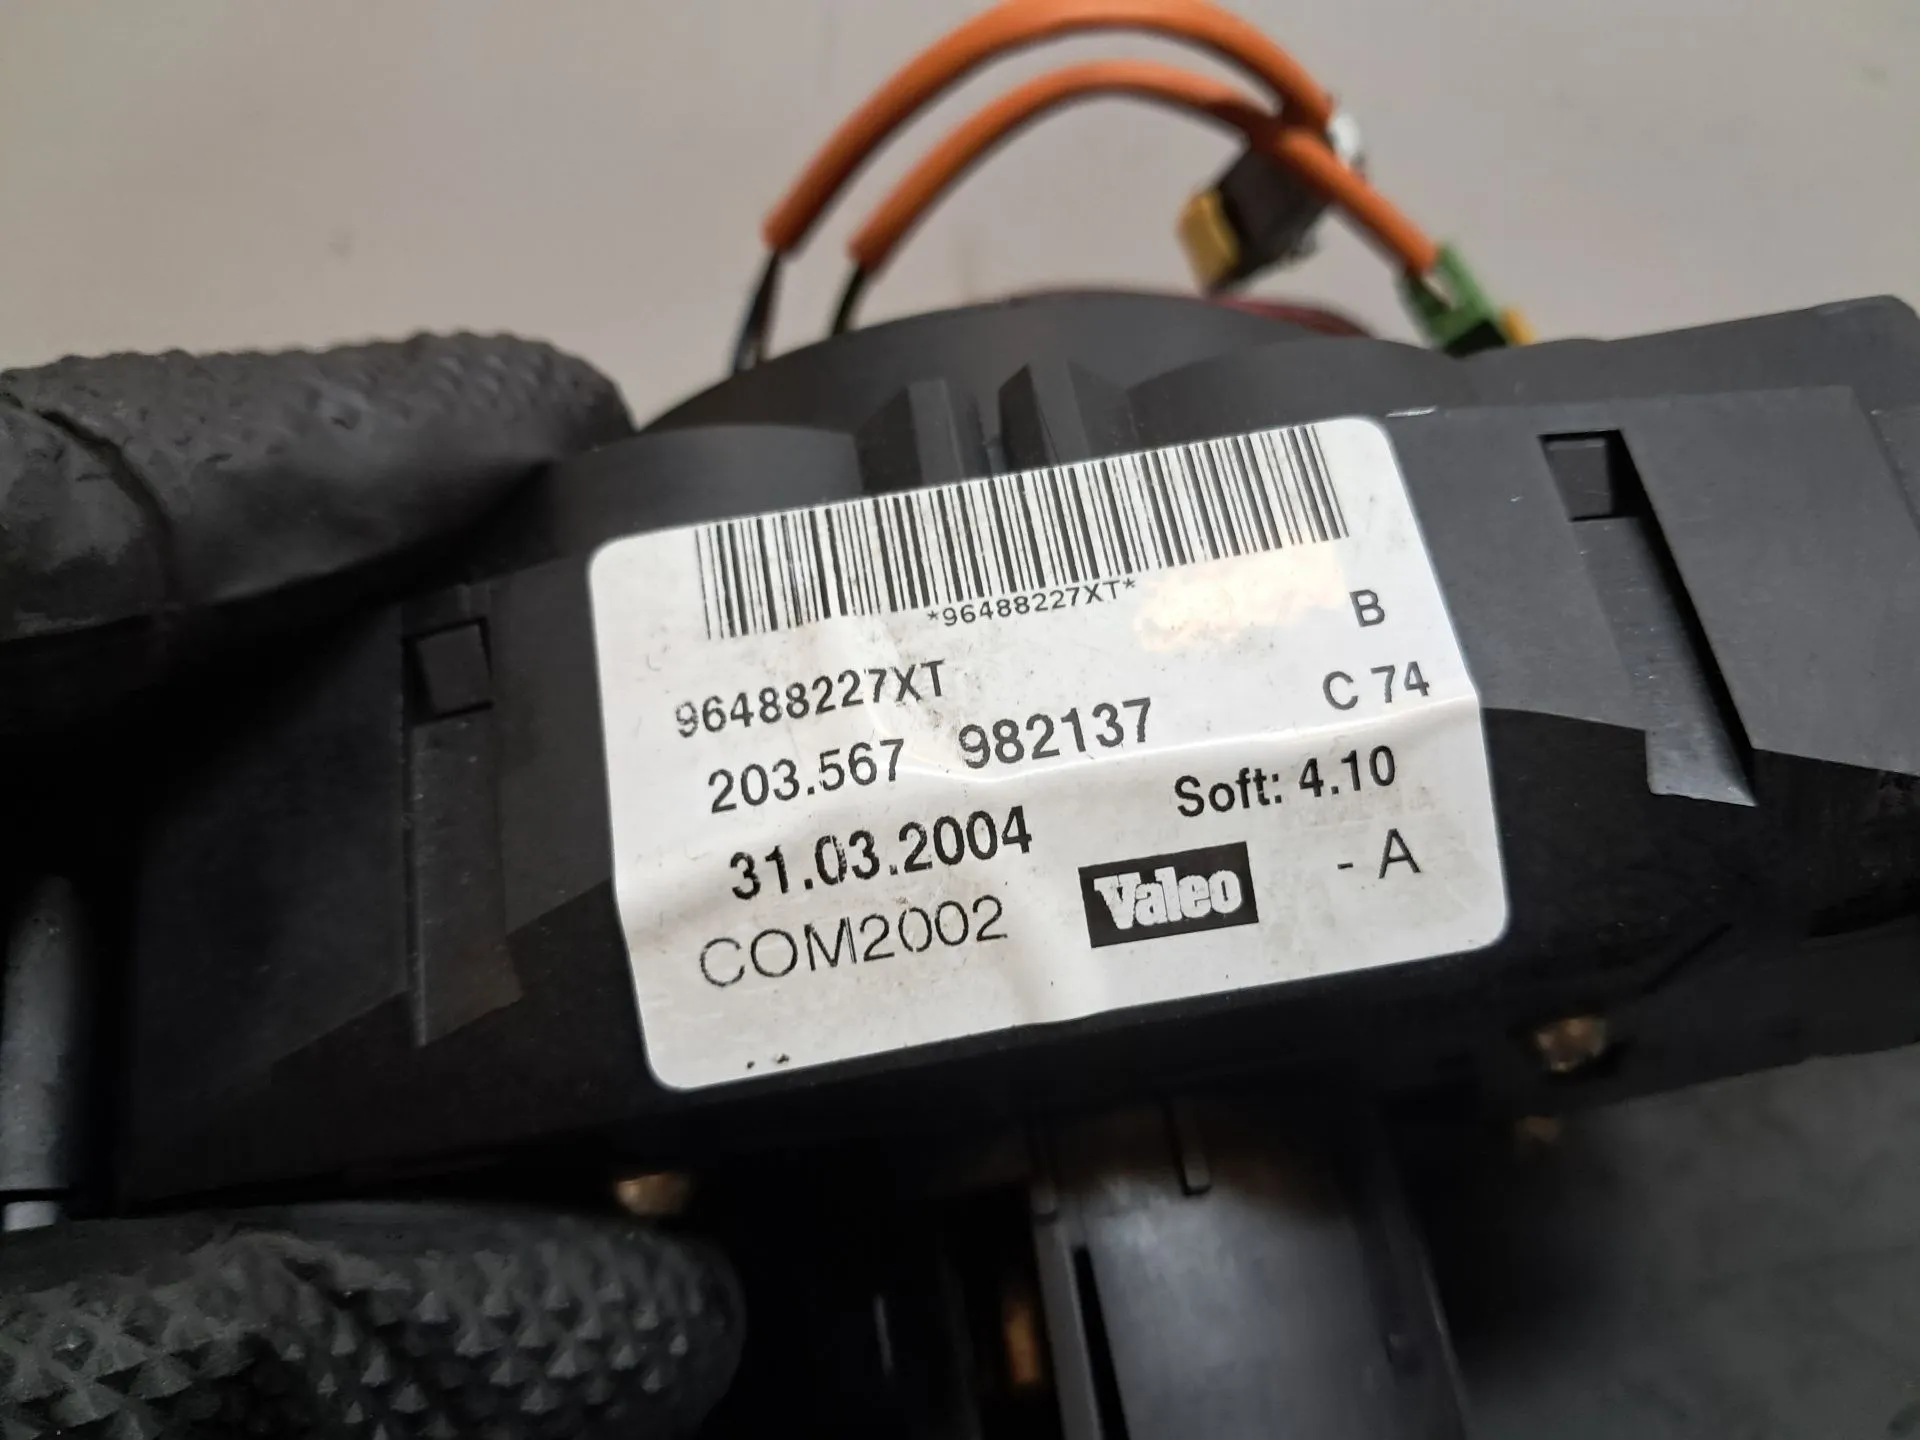 *96488227XT*
B
96488227XT
C 74
203.567 982137
Soft: 4.10
31.03.2004
- A
COM2002
Valeo